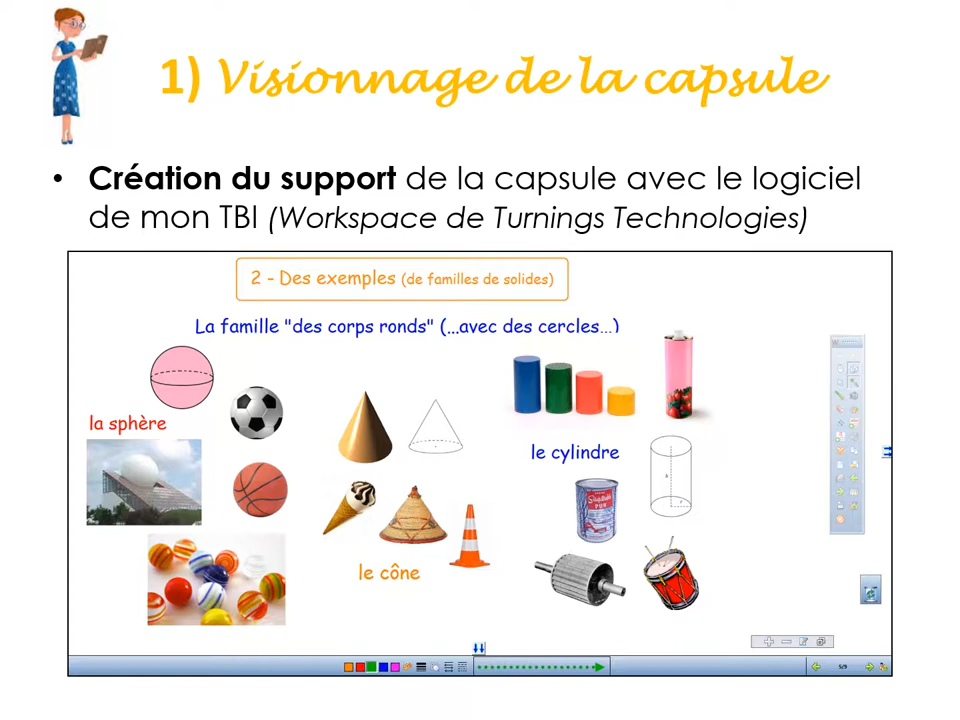 1) Visionnage de la capsule
• Création du support de la capsule avec le logiciel
de mon TBI (Workspace de Turnings Technologies)
2 - Des exemples (de familles de solides)
La famille "des corps ronds" (...avec des cercles...)
la sphère
le cylindre
le cône
5/9